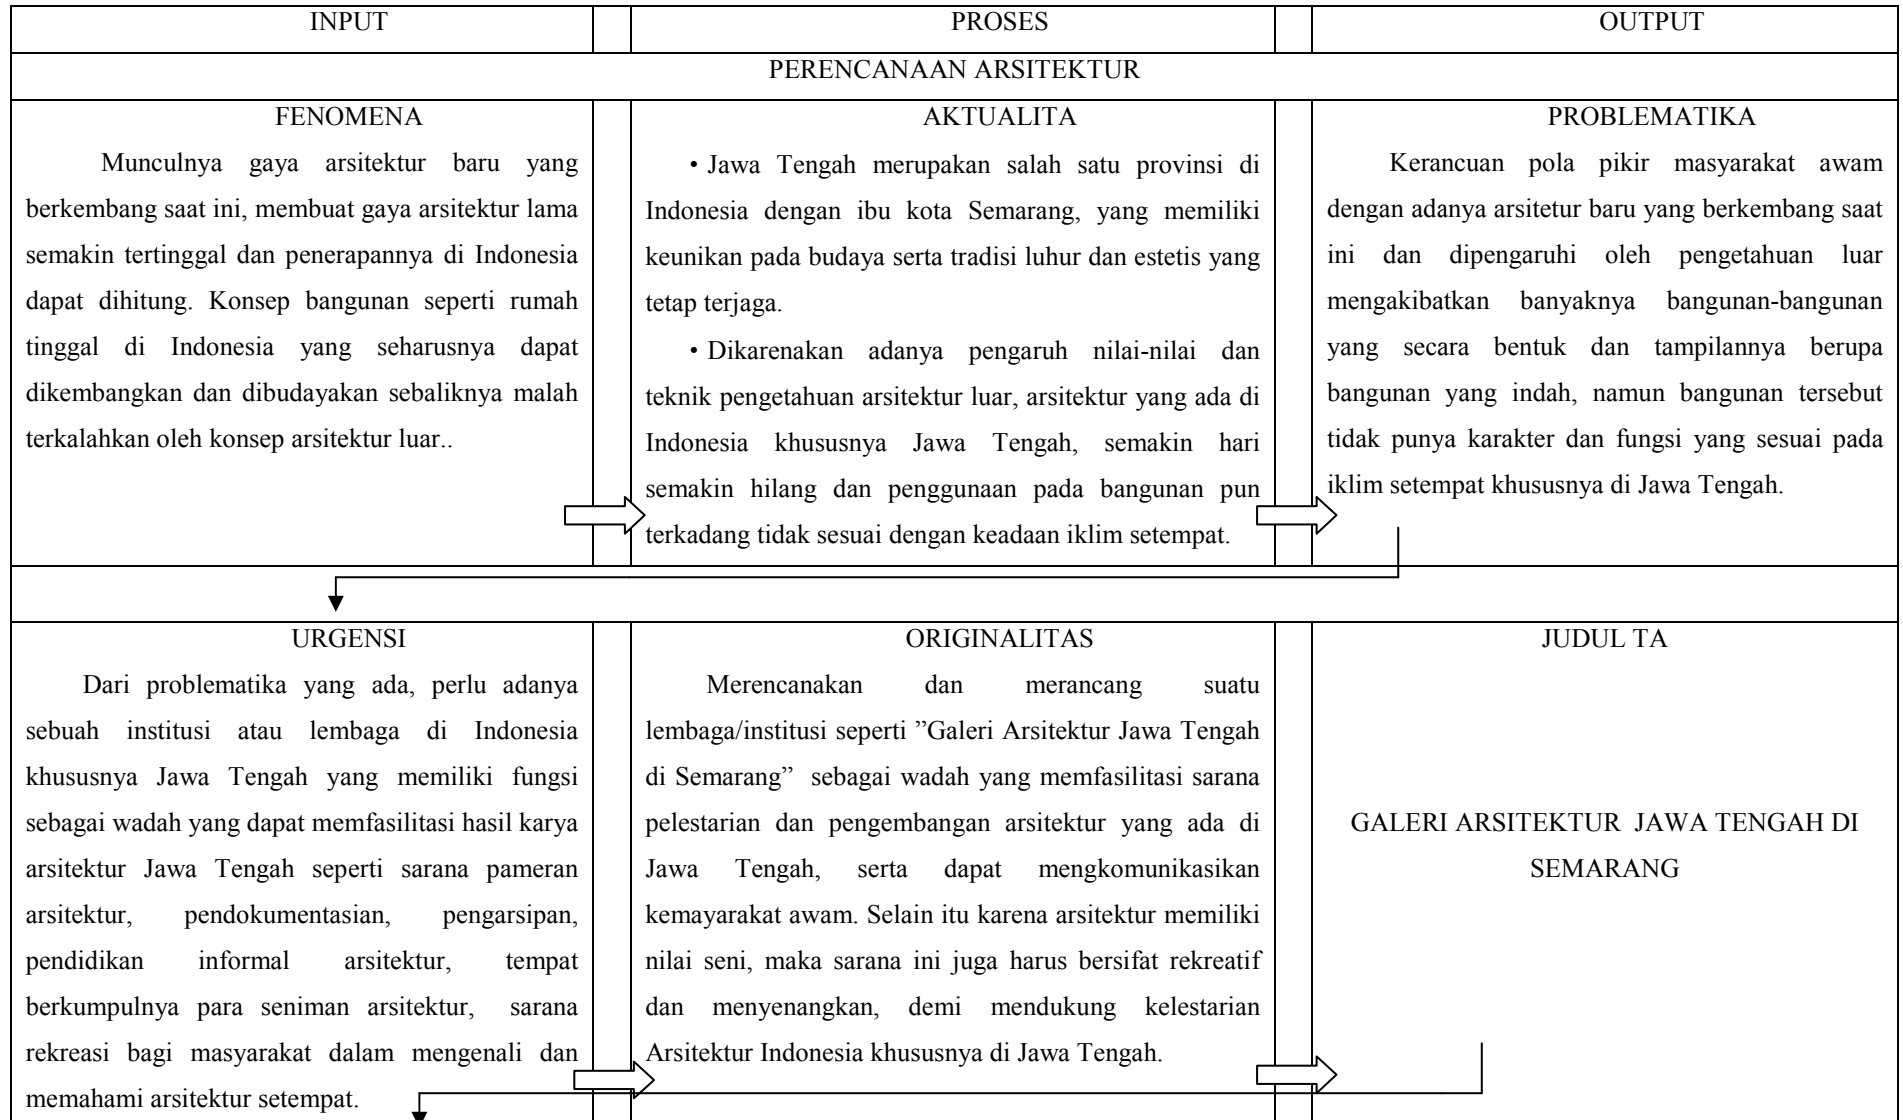 INPUT
PROSES
OUTPUT
PERENCANAAN ARSITEKTUR
FENOMENA
Munculnya gaya arsitektur baru yang
berkembang saat ini, membuat gaya arsitektur lama
semakin tertinggal dan penerapannya di Indonesia
dapat dihitung. Konsep bangunan seperti rumah
tinggal di Indonesia yang seharusnya dapat
dikembangkan dan dibudayakan sebaliknya malah
terkalahkan oleh konsep arsitektur luar..
AKTUALITA
• Jawa Tengah merupakan salah satu provinsi di
Indonesia dengan ibu kota Semarang, yang memiliki
keunikan pada budaya serta tradisi luhur dan estetis yang
tetap terjaga.
• Dikarenakan adanya pengaruh nilai-nilai dan
teknik pengetahuan arsitektur luar, arsitektur yang ada di
Indonesia khususnya Jawa Tengah, semakin hari
semakin hilang dan penggunaan pada bangunan pun
terkadang tidak sesuai dengan keadaan iklim setempat.
PROBLEMATIKA
Kerancuan pola pikir masyarakat awam
dengan adanya arsitetur baru yang berkembang saat
ini dan dipengaruhi oleh pengetahuan luar
mengakibatkan banyaknya bangunan-bangunan
yang secara bentuk dan tampilannya berupa
bangunan yang indah, namun bangunan tersebut
tidak punya karakter dan fungsi yang sesuai pada
iklim setempat khususnya di Jawa Tengah.
URGENSI
Dari problematika yang ada, perlu adanya
sebuah institusi atau lembaga di Indonesia
khususnya Jawa Tengah yang memiliki fungsi
sebagai wadah yang dapat memfasilitasi hasil karya
arsitektur Jawa Tengah seperti sarana pameran
arsitektur, pendokumentasian, pengarsipan,
pendidikan informal arsitektur, tempat
berkumpulnya para seniman arsitektur, sarana
rekreasi bagi masyarakat dalam mengenali dan
memahami arsitektur setempat.
ORIGINALITAS
Merencanakan dan merancang suatu
lembaga/institusi seperti ”Galeri Arsitektur Jawa Tengah
di Semarang” sebagai wadah yang memfasilitasi sarana
pelestarian dan pengembangan arsitektur yang ada di
Jawa Tengah, serta dapat mengkomunikasikan
kemayarakat awam. Selain itu karena arsitektur memiliki
nilai seni, maka sarana ini juga harus bersifat rekreatif
dan menyenangkan, demi mendukung kelestarian
Arsitektur Indonesia khususnya di Jawa Tengah.
JUDUL TA
GALERI ARSITEKTUR JAWA TENGAH DI
SEMARANG